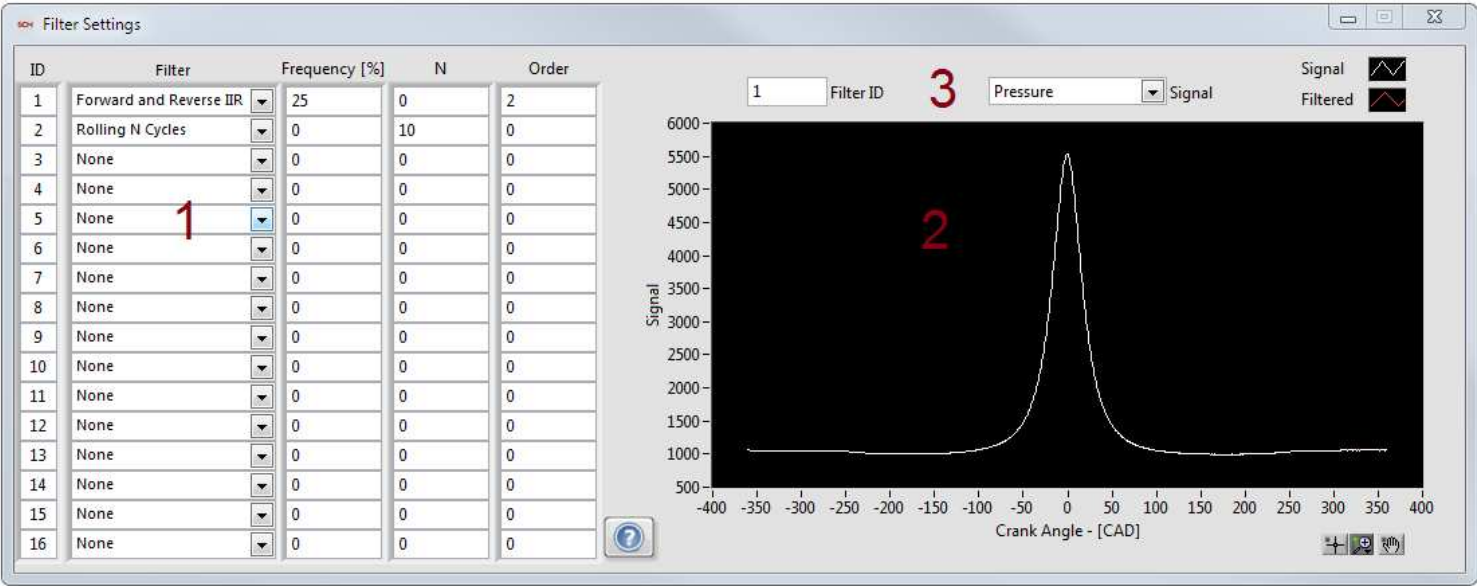 SCH Filter Settings
ID Filter Frequency [%] N Order
1 Forward and Reverse IIR 25 0 2
2 Rolling N Cycles 0 10 0
3 None 0 0 0
4 None 0 0 0
5 None 0 0 0
6 None 0 0 0
7 None 0 0 0
8 None 0 0 0
9 None 0 0 0
10 None 0 0 0
11 None 0 0 0
12 None 0 0 0
13 None 0 0 0
14 None 0 0 0
15 None 0 0 0
16 None 0 0 0
1
?
1 Filter ID 3 Pressure Signal
Signal
Filtered
6000
5500
5000
4500
4000
3500
3000
2500
2000
1500
1000
500
Signal
2
-400 -350 -300 -250 -200 -150 -100 -50 0 50 100 150 200 250 300 350 400
Crank Angle - [CAD]